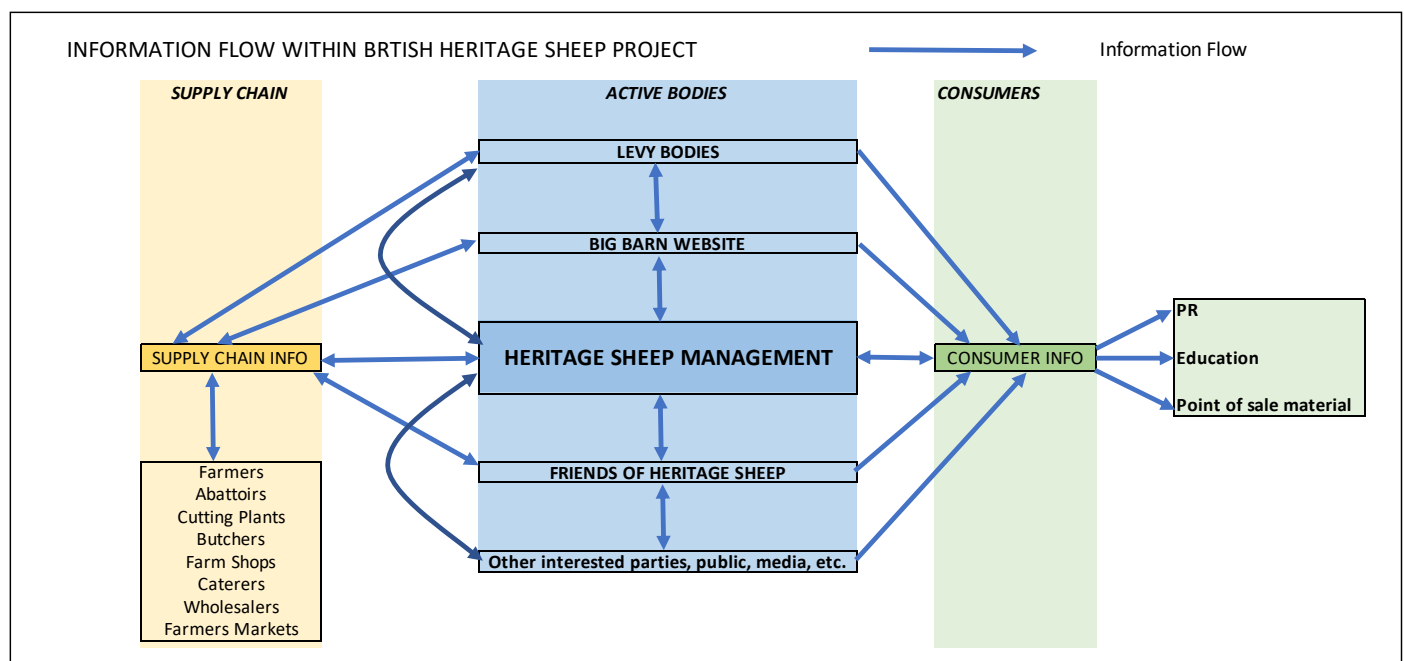 INFORMATION FLOW WITHIN BRTISH HERITAGE SHEEP PROJECT
Information Flow
SUPPLY CHAIN
ACTIVE BODIES
CONSUMERS
LEVY BODIES
BIG BARN WEBSITE
SUPPLY CHAIN INFO
HERITAGE SHEEP MANAGEMENT
CONSUMER INFO
PR
Education
Point of sale material
FRIENDS OF HERITAGE SHEEP
Other interested parties, public, media, etc.
Farmers
Abattoirs
Cutting Plants
Butchers
Farm Shops
Caterers
Wholesalers
Farmers Markets